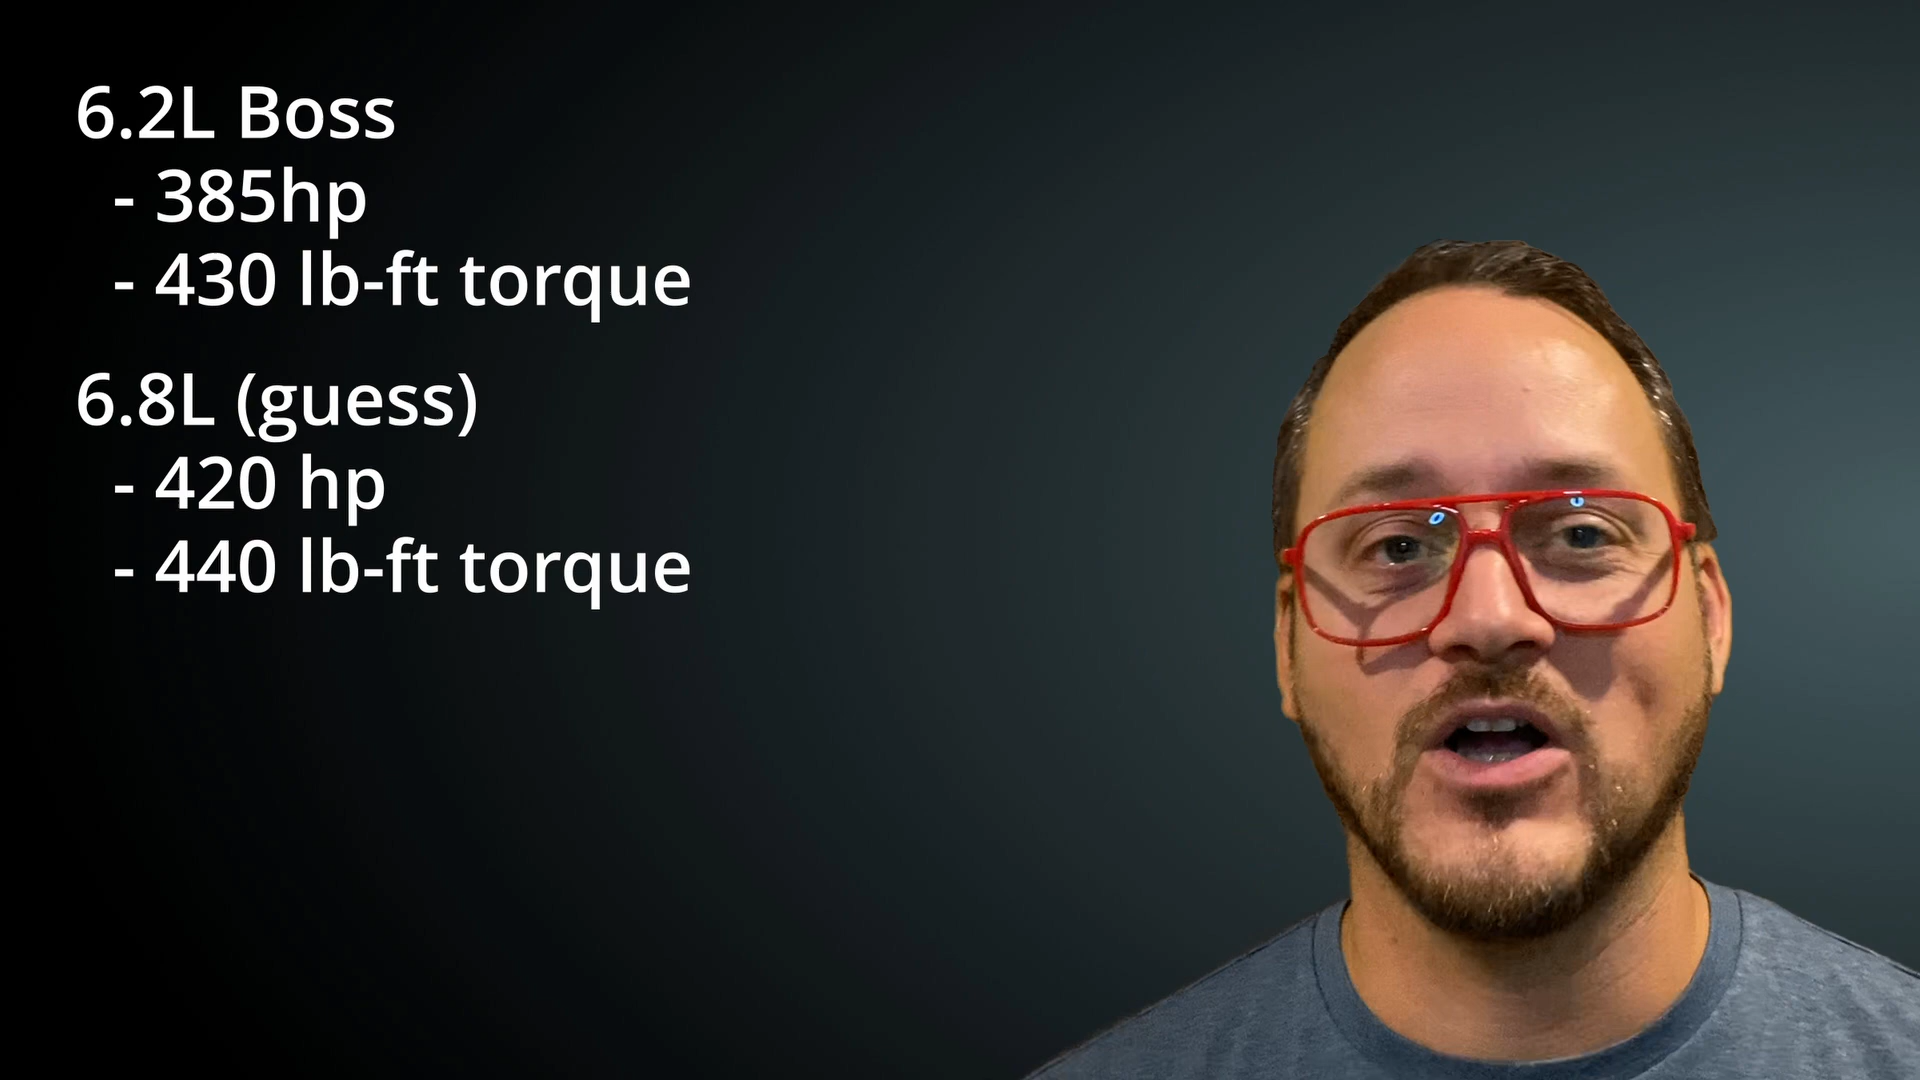 6.2L Boss
- 385hp
- 430 lb-ft torque
6.8L (guess)
- 420 hp
- 440 lb-ft torque